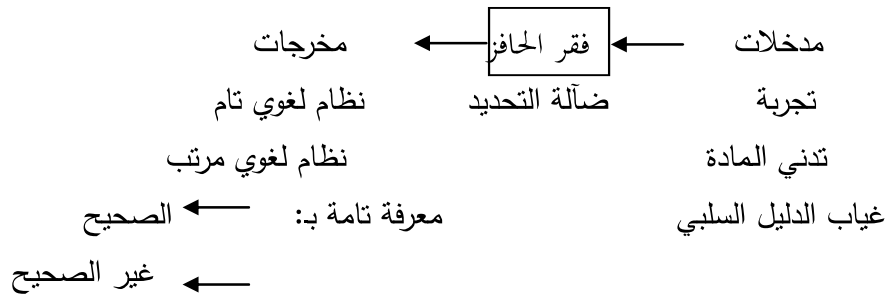 مدخلات فقر الحافز مخرجات
تجربة ضآلة التحديد نظام لغوي تام
تدني المادة نظام لغوي مرتب
غياب الدليل السلبي معرفة تامة بـ: الصحيح
غير الصحيح